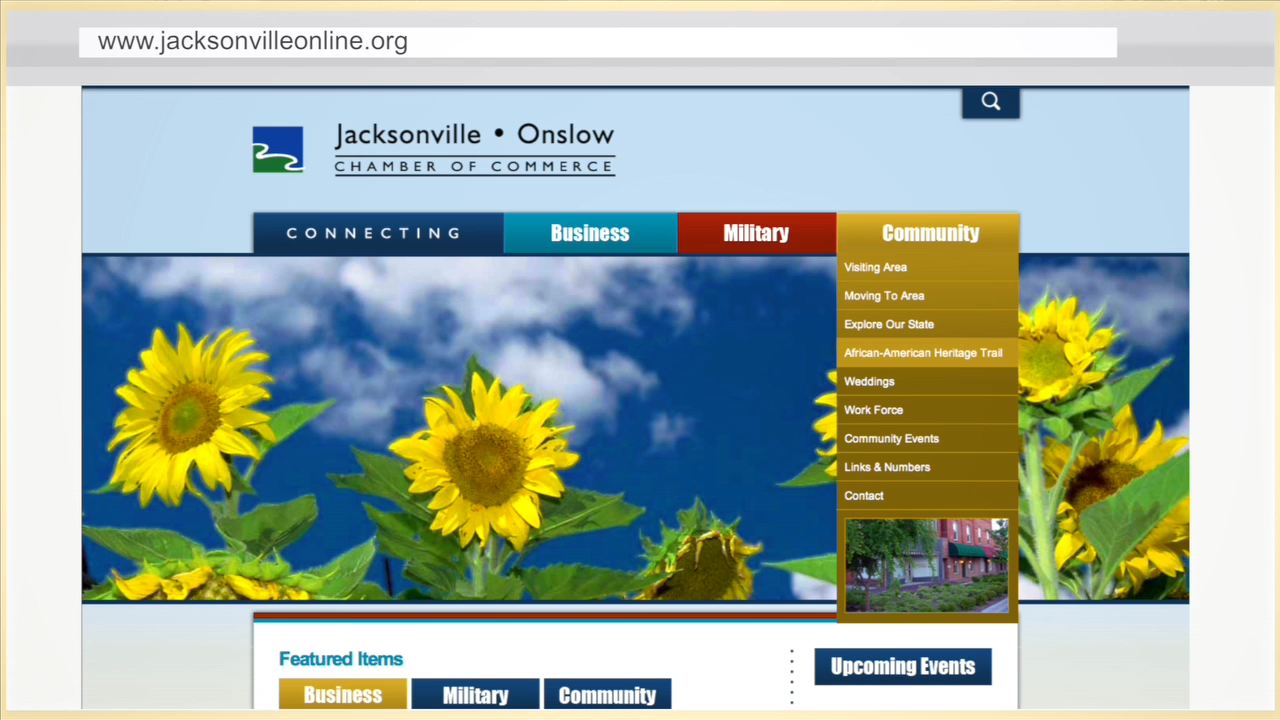 www.jacksonvilleonline.org
Jacksonville • Onslow
CHAMBER OF COMMERCE
CONNECTING
Business
Military
Community
Visiting Area
Moving To Area
Explore Our State
African-American Heritage Trail
Weddings
Work Force
Community Events
Links & Numbers
Contact
Featured Items
Business
Military
Community
Upcoming Events